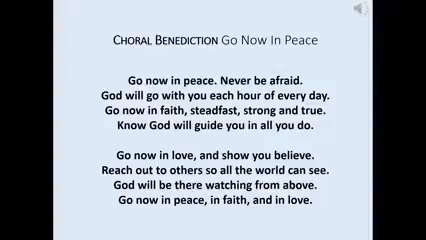 CHORAL BENEDICTION Go Now In Peace
Go now in peace. Never be afraid.
God will go with you each hour of every day.
Go now in faith, steadfast, strong and true.
Know God will guide you in all you do.
Go now in love, and show you believe.
Reach out to others so all the world can see.
God will be there watching from above.
Go now in peace, in faith, and in love.